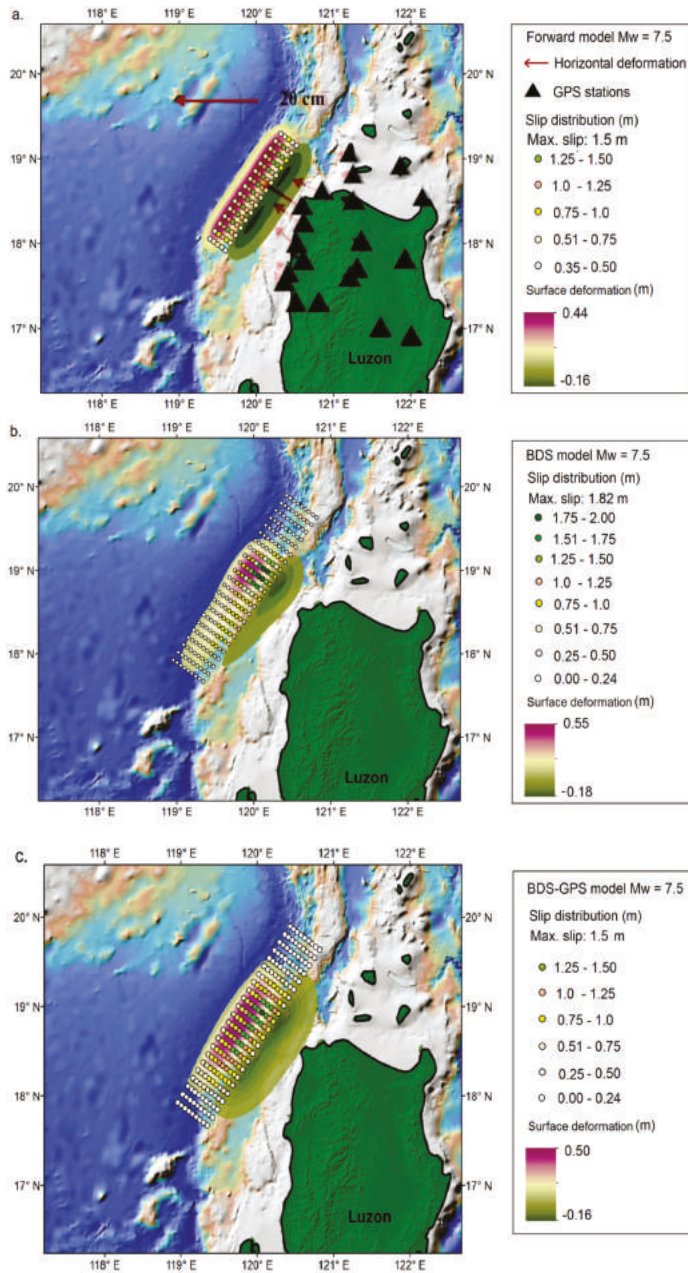 a.
118° E 119° E 120° E 121° E 122° E
20° N 20° N
19° N 19° N
18° N 18° N
17° N 17° N
20 cm
Luzon
118° E 119° E 120° E 121° E 122° E
Forward model Mw = 7.5
Horizontal deformation
GPS stations
Slip distribution (m)
Max. slip: 1.5 m
1.25 - 1.50
1.0 - 1.25
0.75 - 1.0
0.51 - 0.75
0.35 - 0.50
Surface deformation (m)
0.44
-0.16
b.
118° E 119° E 120° E 121° E 122° E
20° N 20° N
19° N 19° N
18° N 18° N
17° N 17° N
Luzon
118° E 119° E 120° E 121° E 122° E
BDS model Mw = 7.5
Slip distribution (m)
Max. slip: 1.82 m
1.75 - 2.00
1.51 - 1.75
1.25 - 1.50
1.0 - 1.25
0.75 - 1.0
0.51 - 0.75
0.25 - 0.50
0.00 - 0.24
Surface deformation (m)
0.55
-0.18
c.
118° E 119° E 120° E 121° E 122° E
20° N 20° N
19° N 19° N
18° N 18° N
17° N 17° N
Luzon
118° E 119° E 120° E 121° E 122° E
BDS-GPS model Mw = 7.5
Slip distribution (m)
Max. slip: 1.5 m
1.25 - 1.50
1.0 - 1.25
0.75 - 1.0
0.51 - 0.75
0.25 - 0.50
0.00 - 0.24
Surface deformation (m)
0.50
-0.16